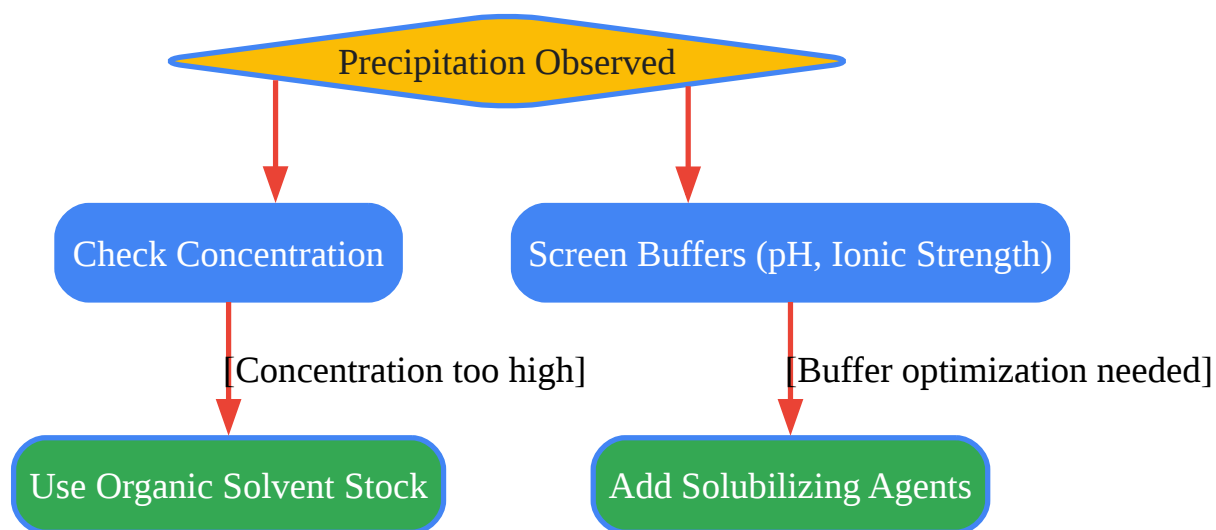 Precipitation Observed
Check Concentration
Screen Buffers (pH, Ionic Strength)
[Concentration too high]
[Buffer optimization needed]
Use Organic Solvent Stock
Add Solubilizing Agents